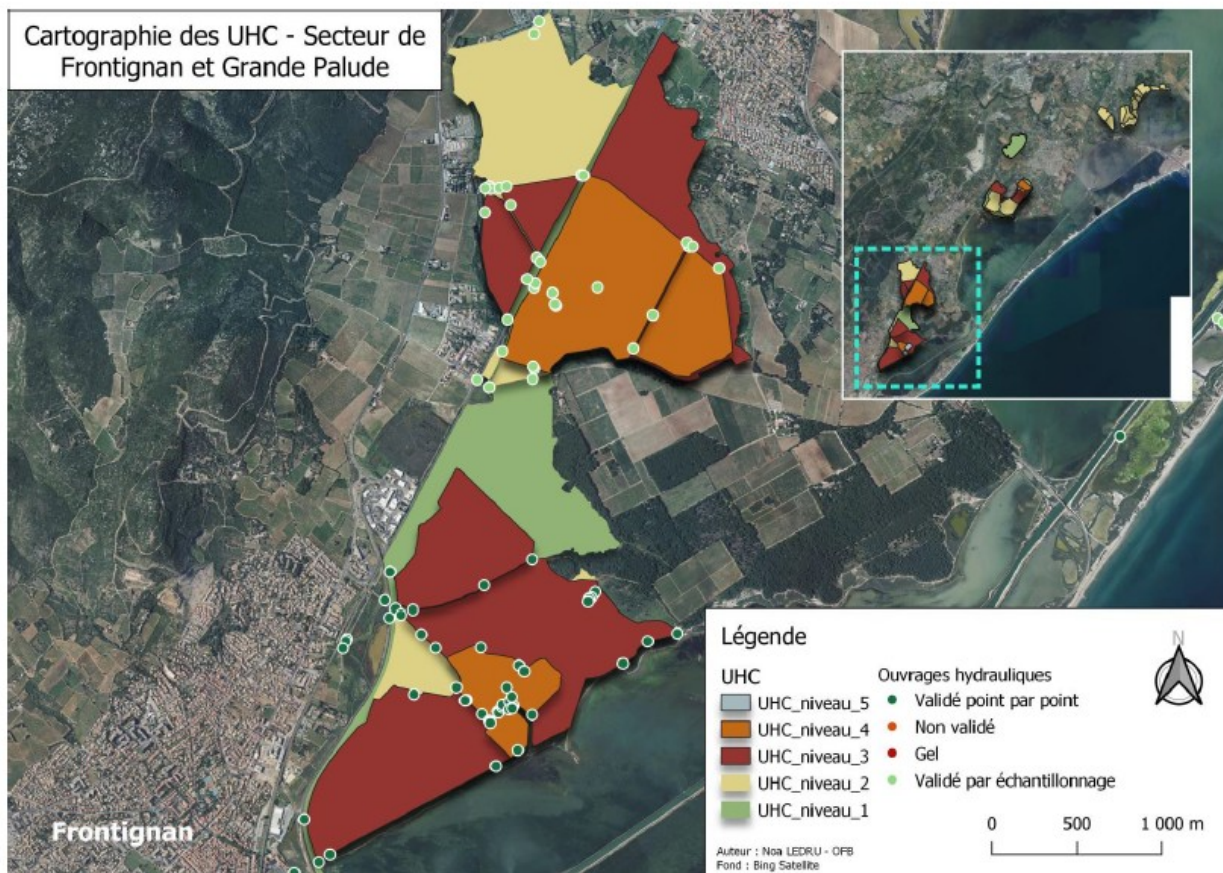 Cartographie des UHC - Secteur de
Frontignan et Grande Palude
Frontignan
Légende
UHC
UHC_niveau_5
UHC_niveau_4
UHC_niveau_3
UHC_niveau_2
UHC_niveau_1
Ouvrages hydrauliques
Validé point par point
Non validé
Gel
Validé par échantillonnage
N
0 500 1 000 m
Auteur : Noa LEDRU - OFB
Fond : Bing Satellite